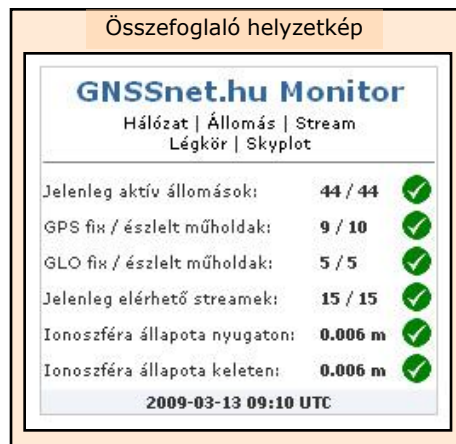 Összefoglaló helyzetkép
GNSSnet.hu Monitor
Hálózat | Állomás | Stream
Légkör | Skyplot
Jelenleg aktív állomások: 44 / 44
GPS fix / észlelt műholdak: 9 / 10
GLO fix / észlelt műholdak: 5 / 5
Jelenleg elérhető streamek: 15 / 15
Ionoszféra állapota nyugaton: 0.006 m
Ionoszféra állapota keleten: 0.006 m
2009-03-13 09:10 UTC